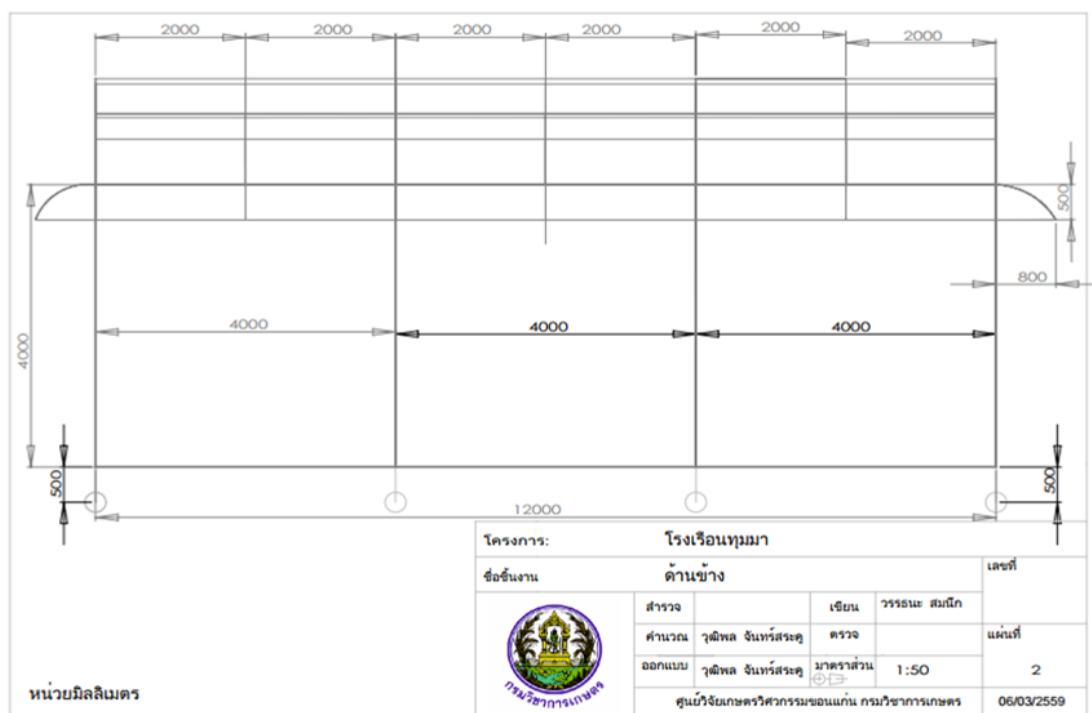 2000 2000 2000 2000 2000 2000
500
800
4000
4000 4000 4000
500 500
12000
โครงการ: โรงเรือนทุมมา
ชื่อชิ้นงาน ด้านข้าง เลขที่
สำรวจ เขียน วรรธนะ สมนึก
คำนวณ วุฒิพล จันทร์สระคู ตรวจ แผ่นที่
ออกแบบ วุฒิพล จันทร์สระคู มาตราส่วน 1:50 2
กรมวิชาการเกษตร
ศูนย์วิจัยเกษตรวิศวกรรมขอนแก่น กรมวิชาการเกษตร 06/03/2559
หน่วยมิลลิเมตร